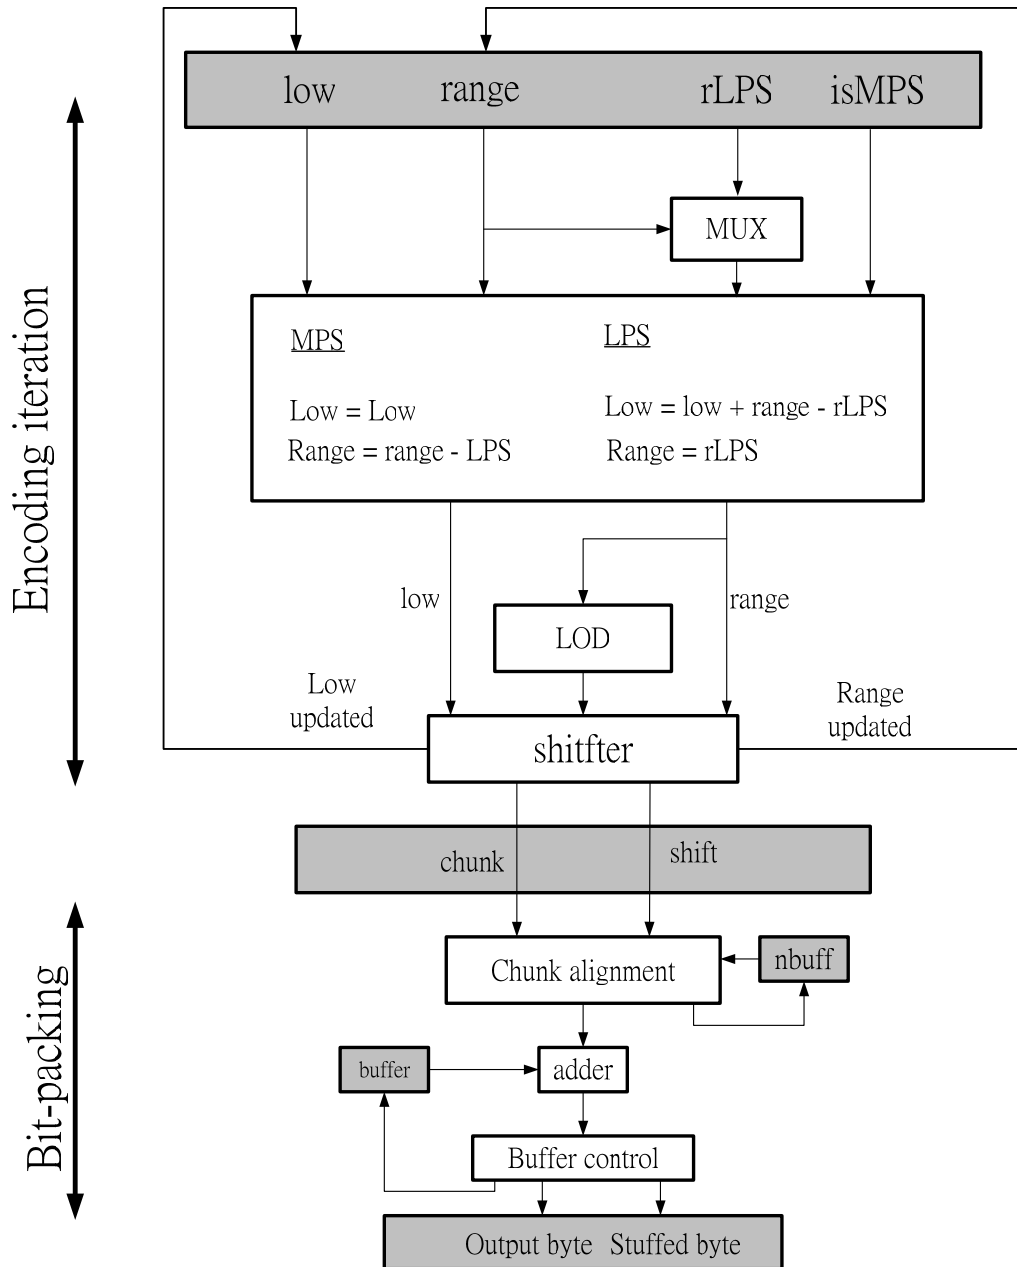 low range rLPS isMPS
MUX
MPS LPS
Low = Low
Low = low + range - rLPS
Range = range - LPS
Range = rLPS
low
range
LOD
Low
updated
Range
updated
shitfter
Encoding iteration
chunk
shift
Chunk alignment
nbuff
buffer
adder
Buffer control
Output byte Stuffed byte
Bit-packing